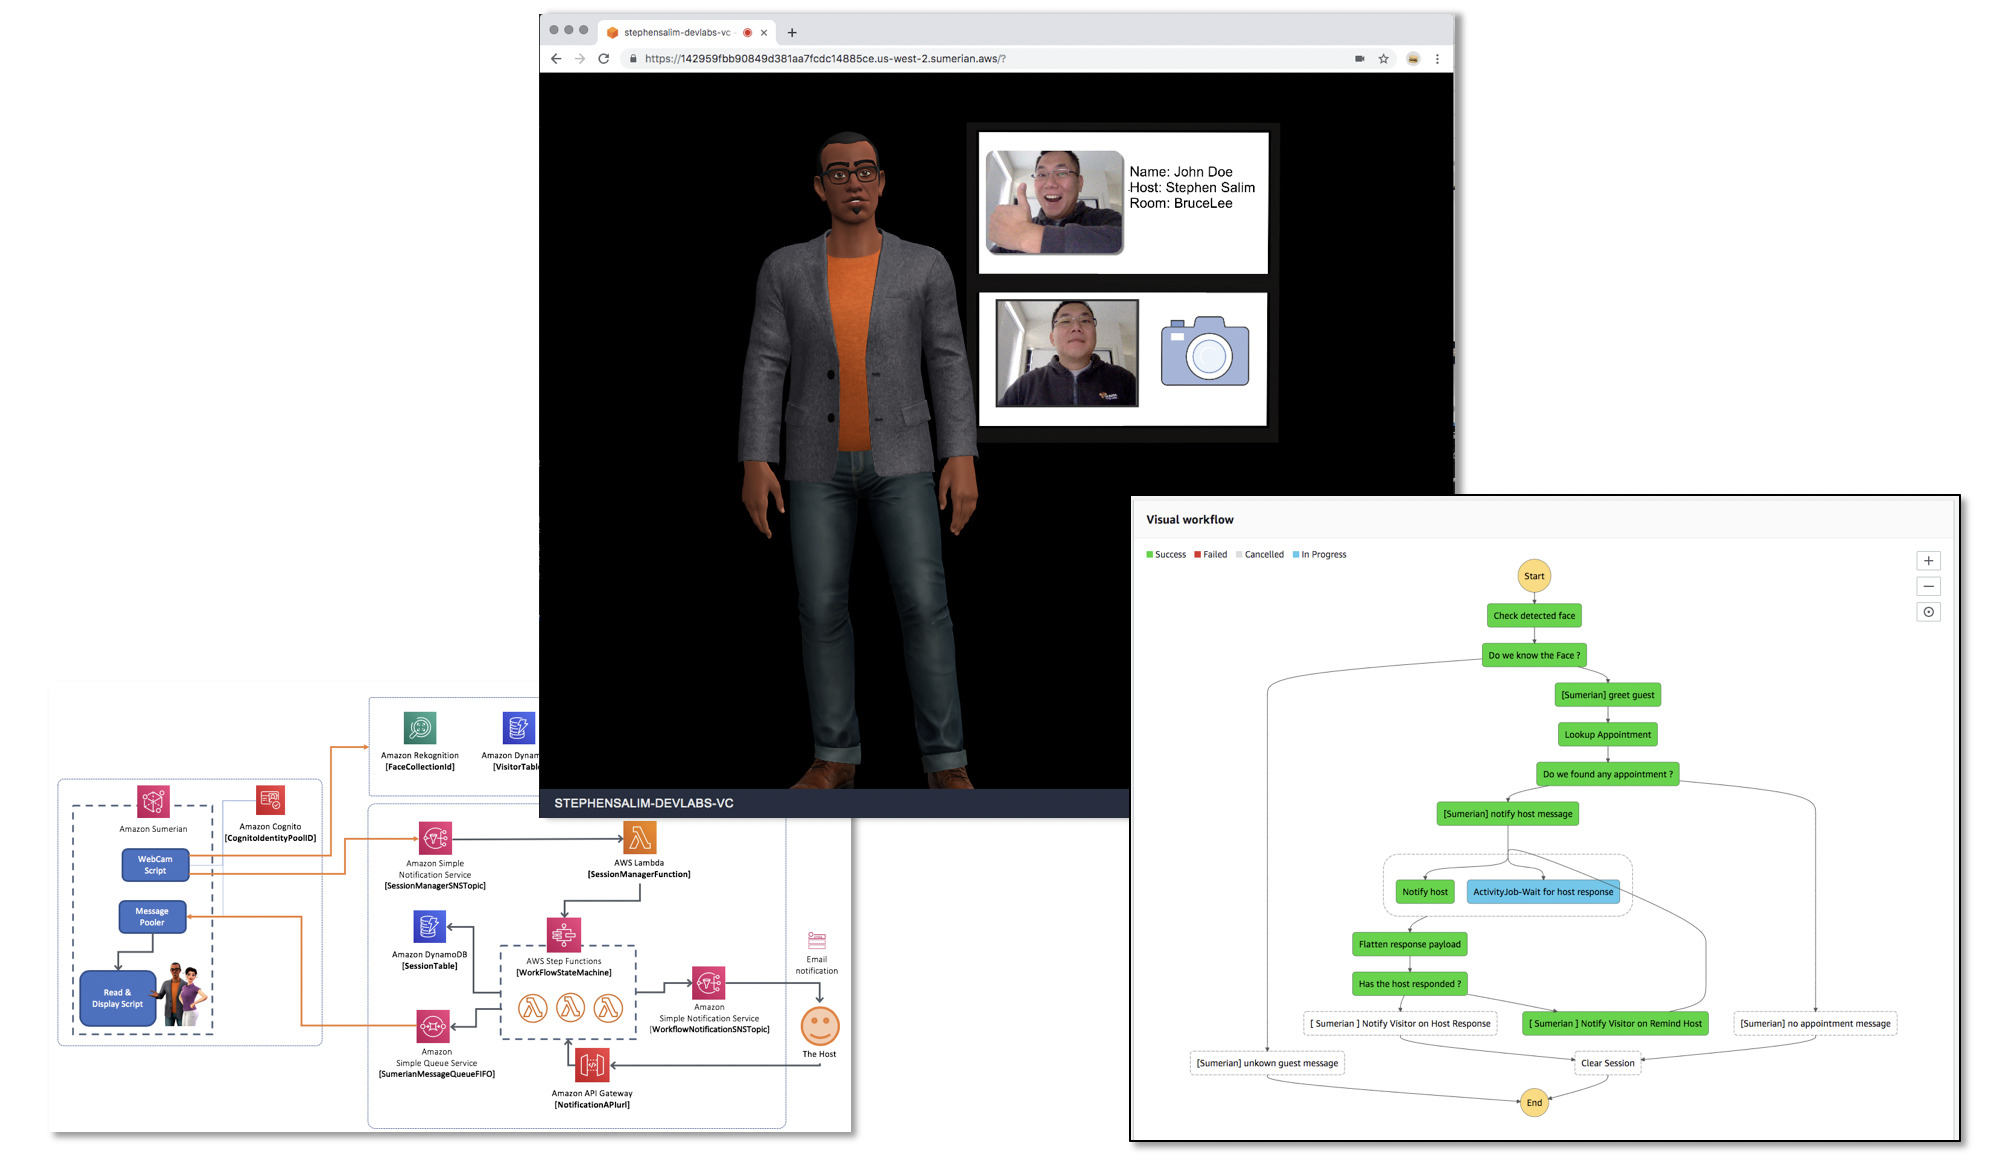 stephensalim-devlabs-vc
https://142959fbb90849d381aa7fcdc14885ce.us-west-2.sumerian.aws/?
Name: John Doe
Host: Stephen Salim
Room: BruceLee
STEPHENSALIM-DEVLABS-VC
Amazon Rekognition
[FaceCollectionId]
Amazon Dynam
[VisitorTabl
Amazon Sumerian
Amazon Cognito
[CognitoIdentityPoolID]
WebCam
Script
Message
Pooler
Read &
Display Script
Amazon Simple
Notification Service
[SessionManagerSNSTopic]
AWS Lambda
[SessionManagerFunction]
Amazon DynamoDB
[SessionTable]
AWS Step Functions
[WorkFlowStateMachine]
Amazon
Simple Notification Service
[WorkflowNotificationSNSTopic]
Email
notification
The Host
Amazon
Simple Queue Service
[SumerianMessageQueueFIFO]
Amazon API Gateway
[NotificationAPIurl]
Visual workflow
Success Failed Cancelled In Progress
Start
Check detected face
Do we know the Face ?
[Sumerian] greet guest
Lookup Appointment
Do we found any appointment ?
[Sumerian] notify host message
Notify host
ActivityJob-Wait for host response
Flatten response payload
Has the host responded ?
[ Sumerian ] Notify Visitor on Host Response
[ Sumerian ] Notify Visitor on Remind Host
[Sumerian] no appointment message
[Sumerian] unkown guest message
Clear Session
End